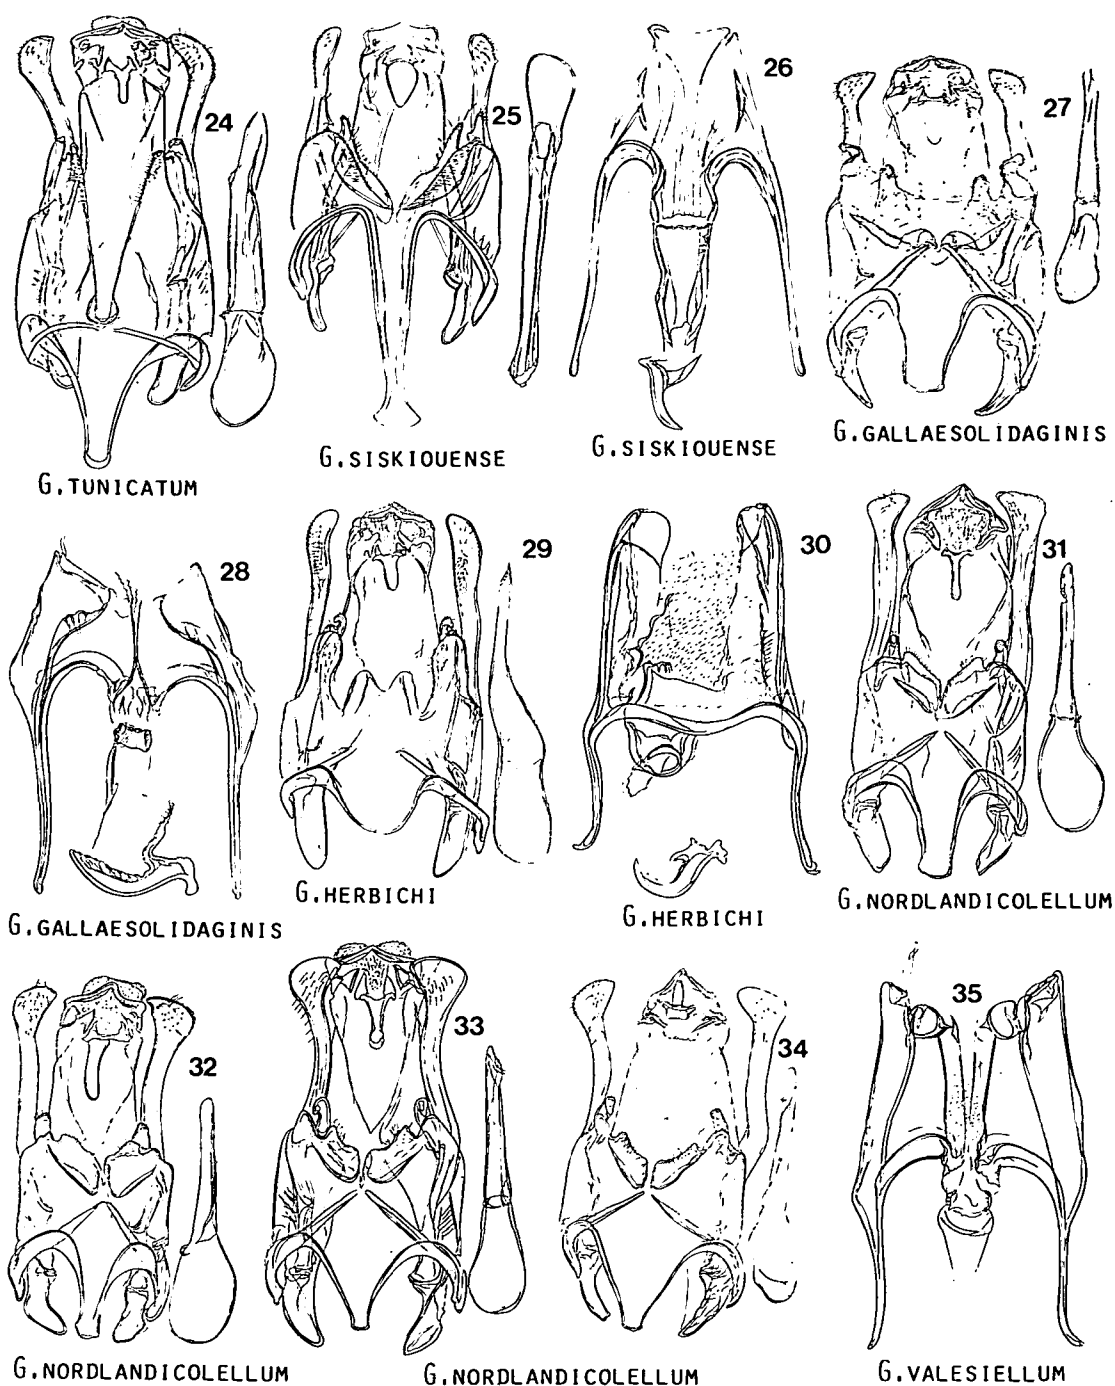 24
25
26
27
G.TUNICATUM
G.SISKIOUENSE
G.SISKIOUENSE
G.GALLAESOLIDAGINIS
28
29
30
31
G.GALLAESOLIDAGINIS
G.HERBICHI
G.HERBICHI
G.NORDLANDICOLELLUM
32
33
34
35
G.NORDLANDICOLELLUM
G.NORDLANDICOLELLUM
G.VALESIELLUM